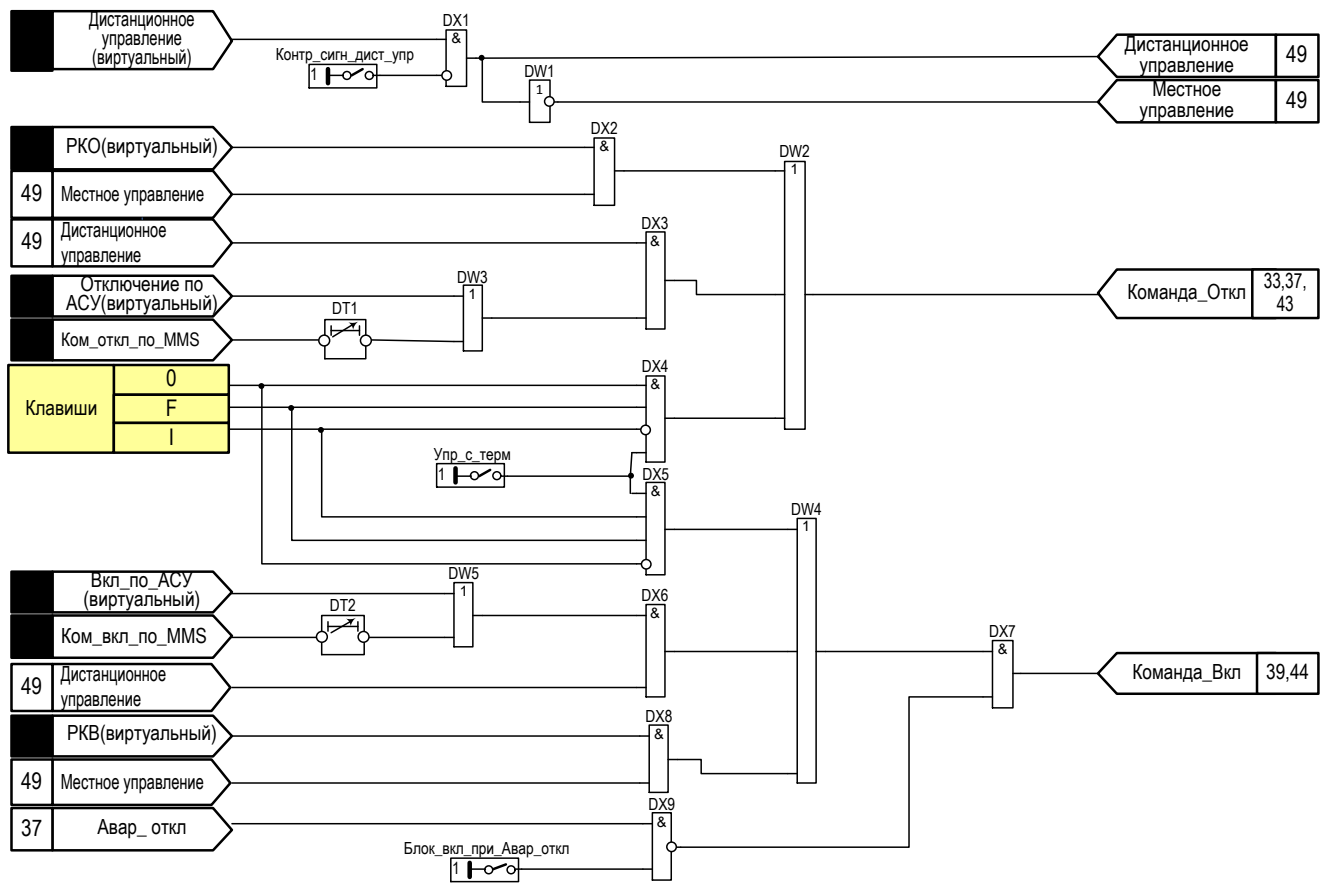 Дистанционное
управление
(виртуальный)
Контр_сигн_дист_упр
1
DX1
&
DW1
1
Дистанционное
управление
49
Местное
управление
49
РКО(виртуальный)
49
Местное управление
DX2
&
DW2
1
49
Дистанционное
управление
DX3
&
Отключение по
АСУ(виртуальный)
DW3
1
Ком_откл_по_MMS
DT1
Команда_Откл
33,37,
43
Клавиши
0
F
I
DX4
&
Упр_с_терм
1
DX5
&
DW4
1
Вкл_по_АСУ
(виртуальный)
DW5
1
Ком_вкл_по_MMS
DT2
DX6
&
49
Дистанционное
управление
DX7
&
Команда_Вкл
39,44
РКВ(виртуальный)
DX8
&
49
Местное управление
37
Авар_ откл
DX9
&
Блок_вкл_при_Авар_откл
1